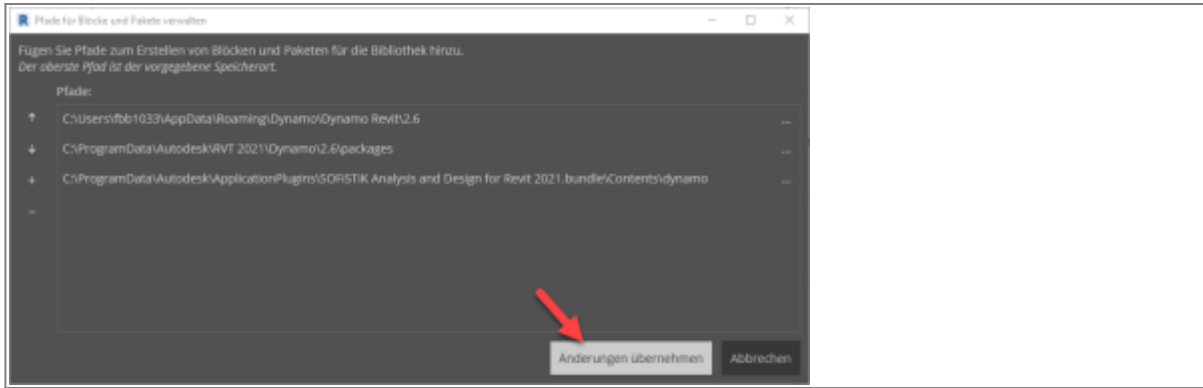 Pfade für Blöcke und Pakete verwalten
Fügen Sie Pfade zum Erstellen von Blöcken und Paketen für die Bibliothek hinzu.
Der oberste Pfad ist der vorgegebene Speicherort.
Pfade:
C:\Users\fbb1033\AppData\Roaming\Dynamo\Dynamo Revit\2.6 ...
C:\ProgramData\Autodesk\RVT 2021\Dynamo\2.6\packages ...
C:\ProgramData\Autodesk\ApplicationPlugins\SOFiSTiK Analysis and Design for Revit 2021.bundle\Contents\dynamo ...
Änderungen übernehmen Abbrechen